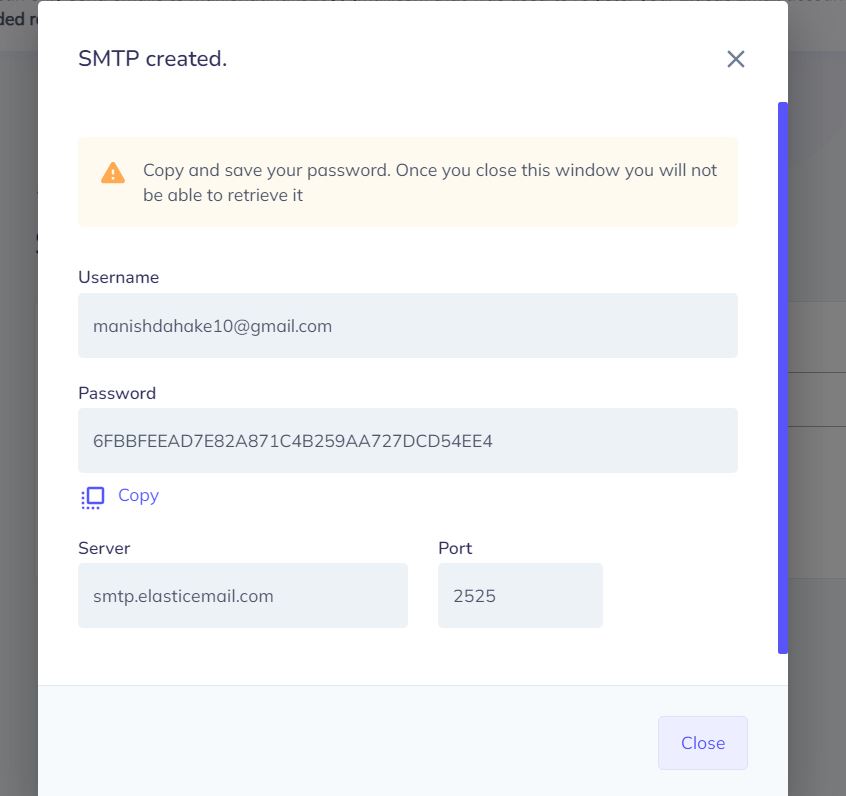 ded r
SMTP created.
Copy and save your password. Once you close this window you will not
be able to retrieve it
Username
manishdahake10@gmail.com
Password
6FBBFEEAD7E82A871C4B259AA727DCD54EE4
Copy
Server
Port
smtp.elasticemail.com
2525
Close